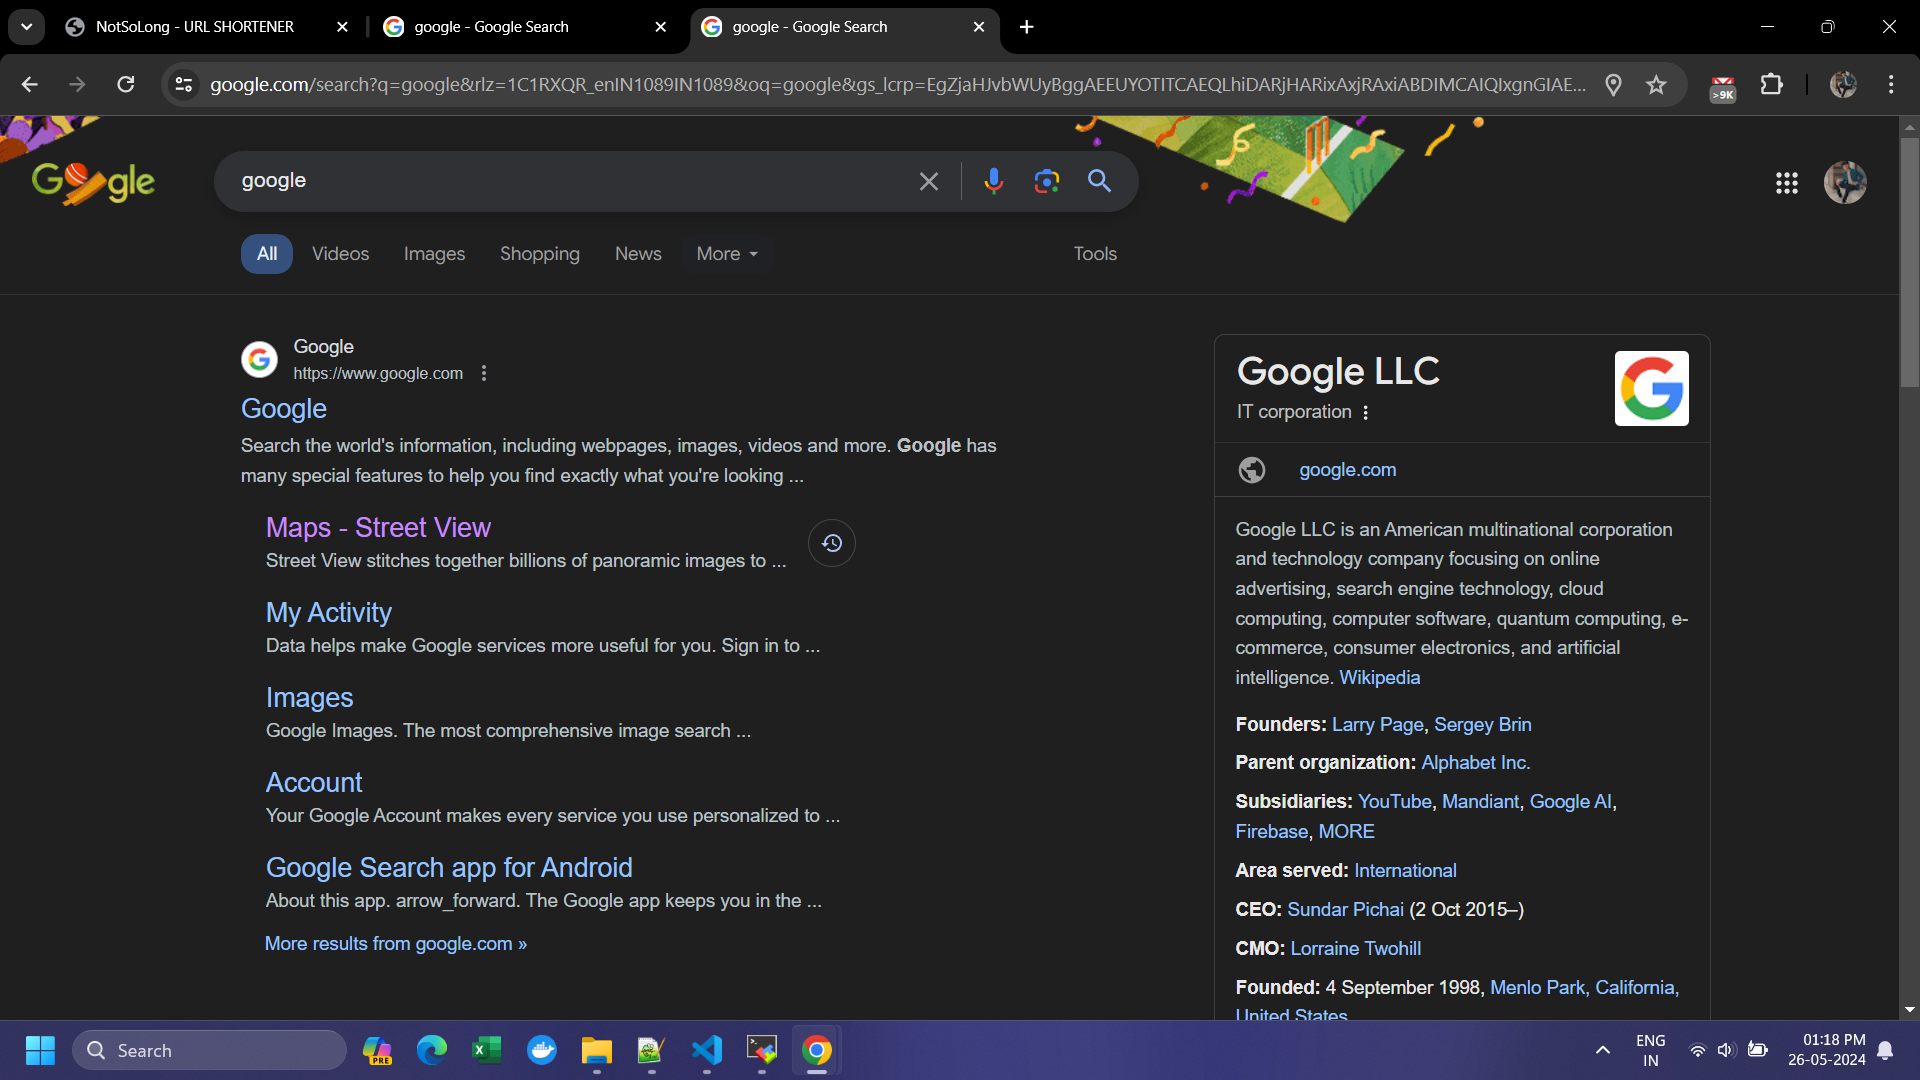 NotSoLong - URL SHORTENER
google - Google Search
google - Google Search
google.com/search?q=google&rlz=1C1RXQR_enIN1089IN1089&oq=google&gs_lcrp=EgZjaHJvbWUyBggAEEUYOTITCAEQLhiDARjHARixAxjRAxiABDIMCAIQIxgnGIAE...
>9K
Google
google
All
Videos
Images
Shopping
News
More
Tools
Google
https://www.google.com
Google
Search the world's information, including webpages, images, videos and more. Google has
many special features to help you find exactly what you're looking ...
Maps - Street View
Street View stitches together billions of panoramic images to ...
My Activity
Data helps make Google services more useful for you. Sign in to ...
Images
Google Images. The most comprehensive image search ...
Account
Your Google Account makes every service you use personalized to ...
Google Search app for Android
About this app. arrow_forward. The Google app keeps you in the ...
More results from google.com »
Google LLC
IT corporation
google.com
Google LLC is an American multinational corporation
and technology company focusing on online
advertising, search engine technology, cloud
computing, computer software, quantum computing, e-
commerce, consumer electronics, and artificial
intelligence. Wikipedia
Founders: Larry Page, Sergey Brin
Parent organization: Alphabet Inc.
Subsidiaries: YouTube, Mandiant, Google AI,
Firebase, MORE
Area served: International
CEO: Sundar Pichai (2 Oct 2015–)
CMO: Lorraine Twohill
Founded: 4 September 1998, Menlo Park, California,
United States
Search
PRE
ENG
IN
01:18 PM
26-05-2024